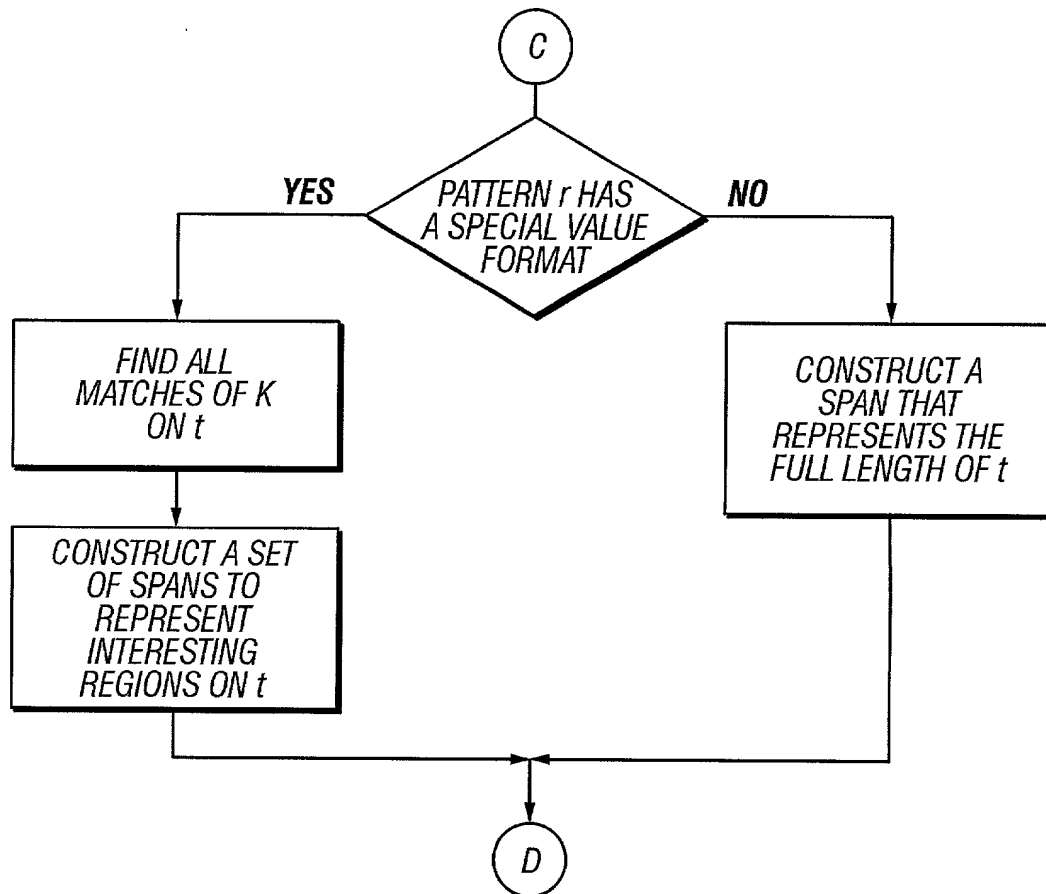 C
PATTERN r HAS
A SPECIAL VALUE
FORMAT
YES
NO
FIND ALL
MATCHES OF K
ON t
CONSTRUCT A SET
OF SPANS TO
REPRESENT
INTERESTING
REGIONS ON t
CONSTRUCT A
SPAN THAT
REPRESENTS THE
FULL LENGTH OF t
D